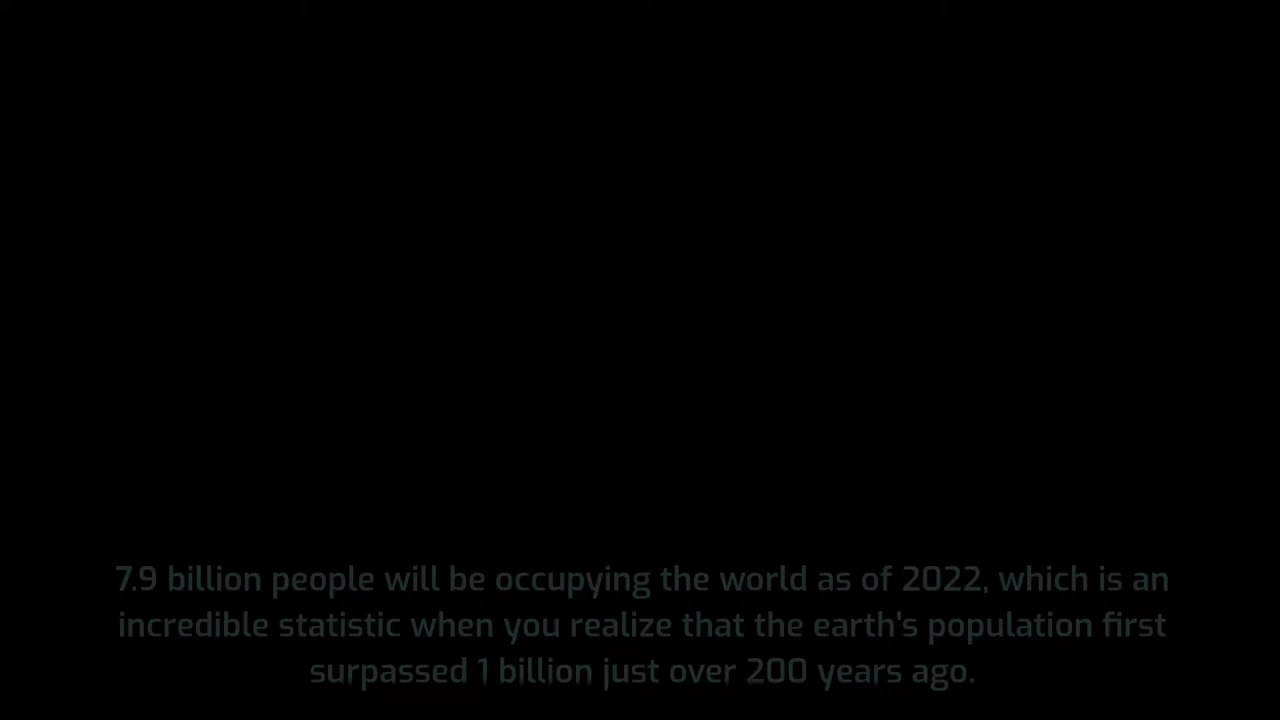 7.9 billion people will be occupying the world as of 2022, which is an
incredible statistic when you realize that the earth's population first
surpassed 1 billion just over 200 years ago.